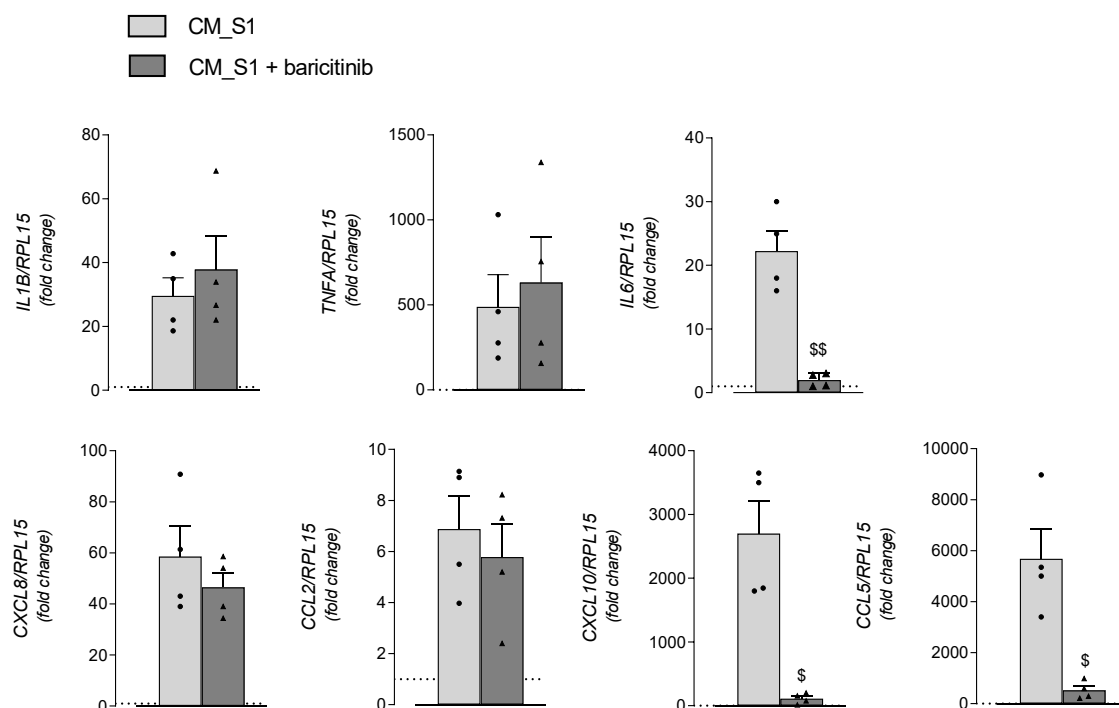 CM_S1
CM_S1 + baricitinib
IL1B/RPL15
(fold change)
80
60
40
20
0
TNFA/RPL15
(fold change)
1500
1000
500
0
IL6/RPL15
(fold change)
40
30
20
10
0
$$
CXCL8/RPL15
(fold change)
100
80
60
40
20
0
CCL2/RPL15
(fold change)
10
8
6
4
2
0
CXCL10/RPL15
(fold change)
4000
3000
2000
1000
0
$
CCL5/RPL15
(fold change)
10000
8000
6000
4000
2000
0
$